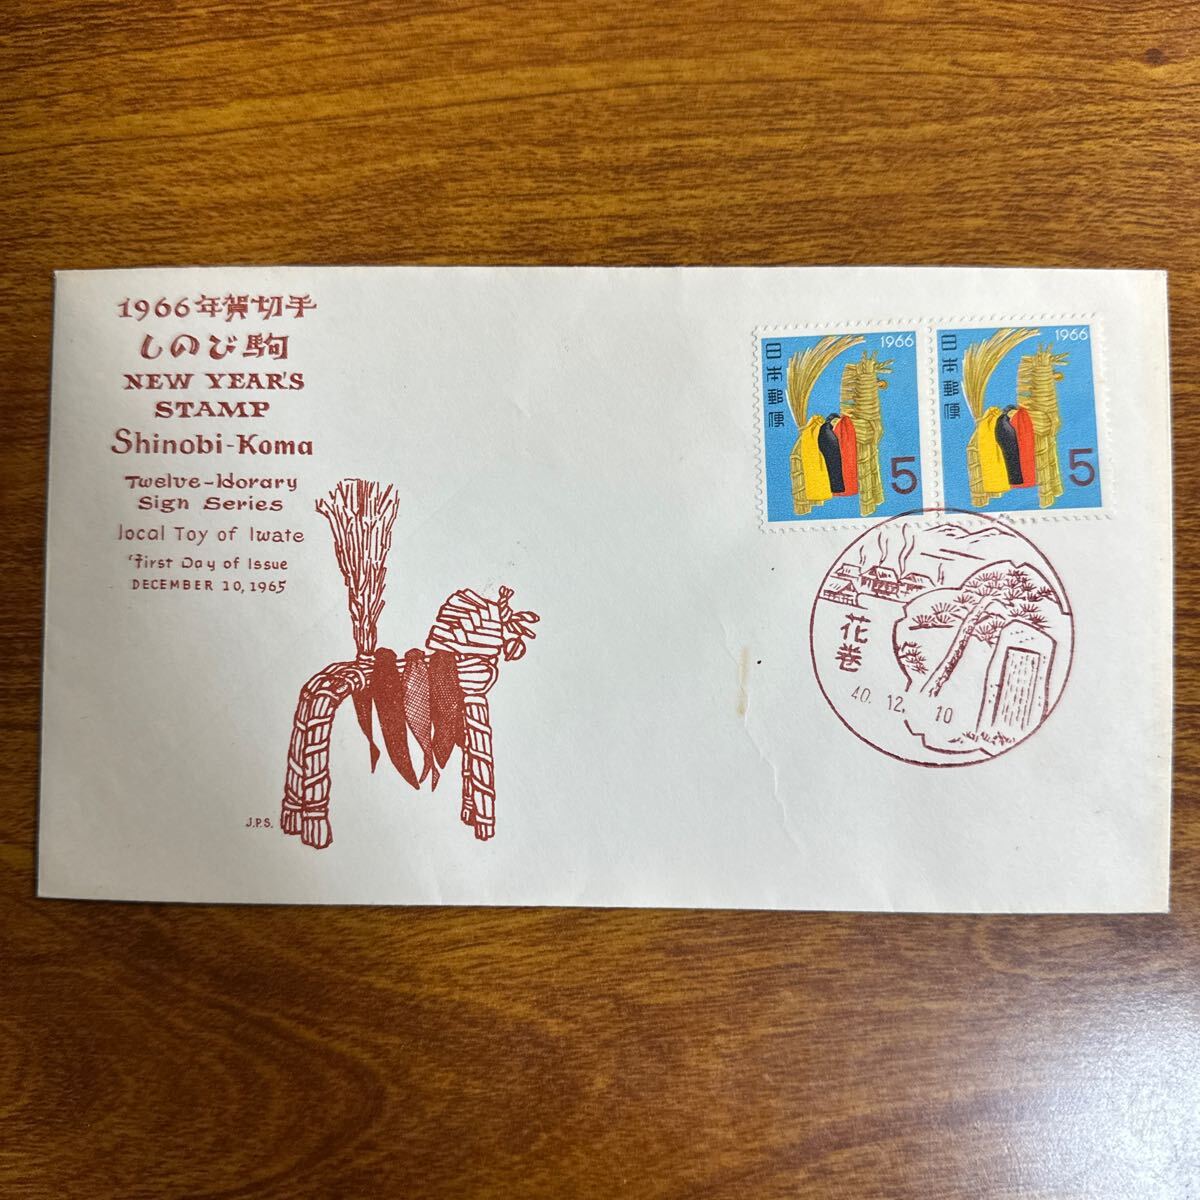 1966年賀切手
しのび駒
NEW YEAR'S
STAMP
Shinobi-Koma
Twelve-Horary
Sign Series
local Toy of Iwate
First Day of Issue
DECEMBER 10, 1965
J.P.S.
1966
日本郵便
5
1966
日本郵便
5
花巻
40. 12. 10